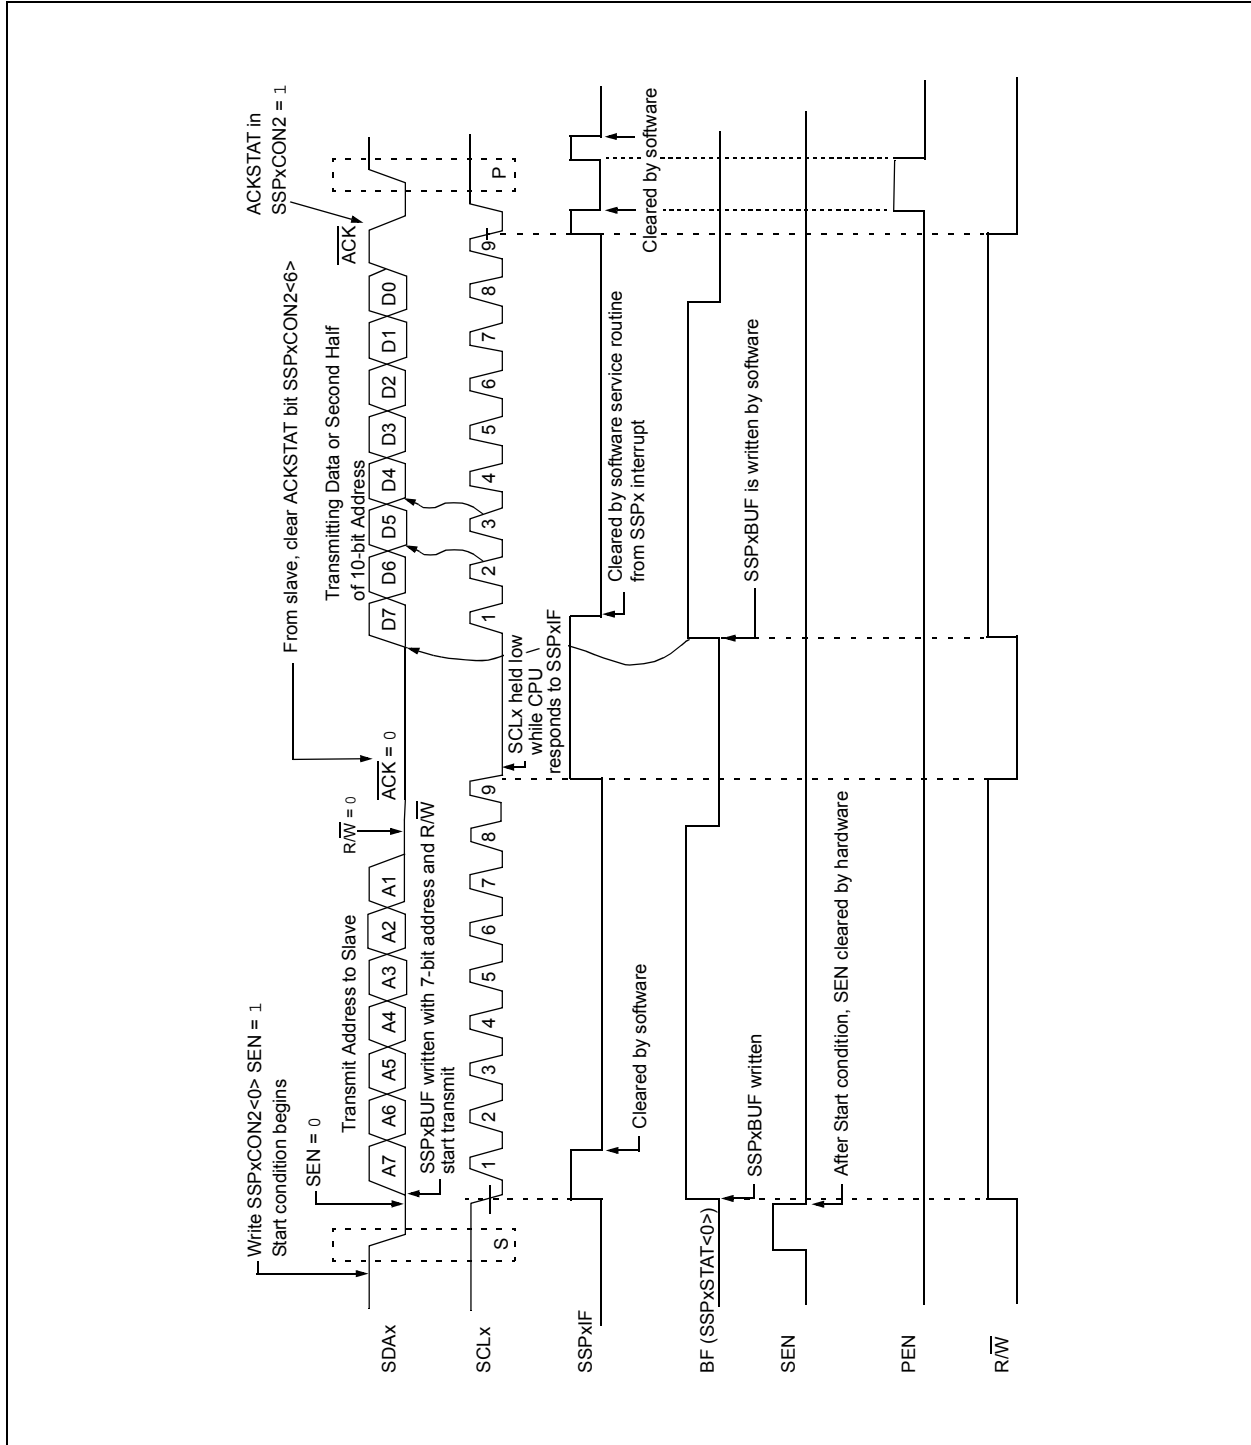 Write SSPxCON2<0> SEN = 1
Start condition begins
SEN = 0
Transmit Address to Slave
R/W = 0
From slave, clear ACKSTAT bit SSPxCON2<6>
ACK = 0
Transmitting Data or Second Half
of 10-bit Address
ACK
ACKSTAT in
SSPxCON2 = 1
SDAx
A7 A6 A5 A4 A3 A2 A1
D7 D6 D5 D4 D3 D2 D1 D0
SSPxBUF written with 7-bit address and R/W
start transmit
SCLx
S
1 2 3 4 5 6 7 8 9
1 2 3 4 5 6 7 8 9
P
SCLx held low
while CPU
responds to SSPxIF
SSPxIF
Cleared by software
Cleared by software service routine
from SSPx interrupt
Cleared by software
BF (SSPxSTAT<0>)
SSPxBUF written
SSPxBUF is written by software
SEN
After Start condition, SEN cleared by hardware
PEN
R/W